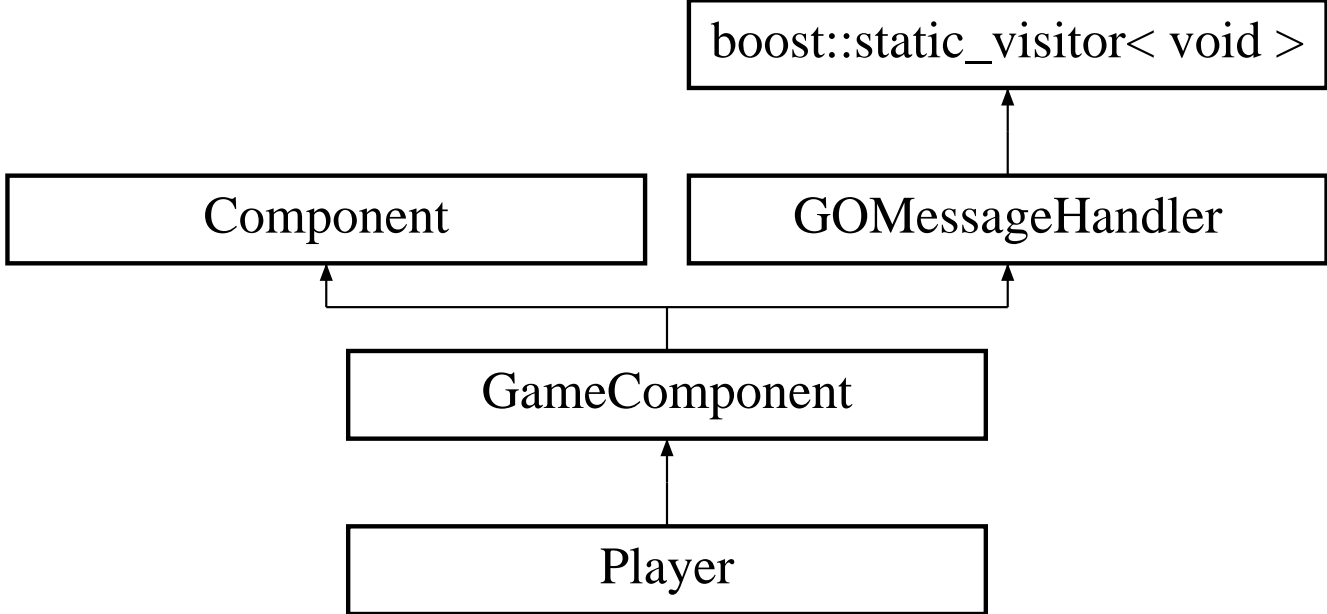 boost::static_visitor< void >
Component
GOMessageHandler
GameComponent
Player